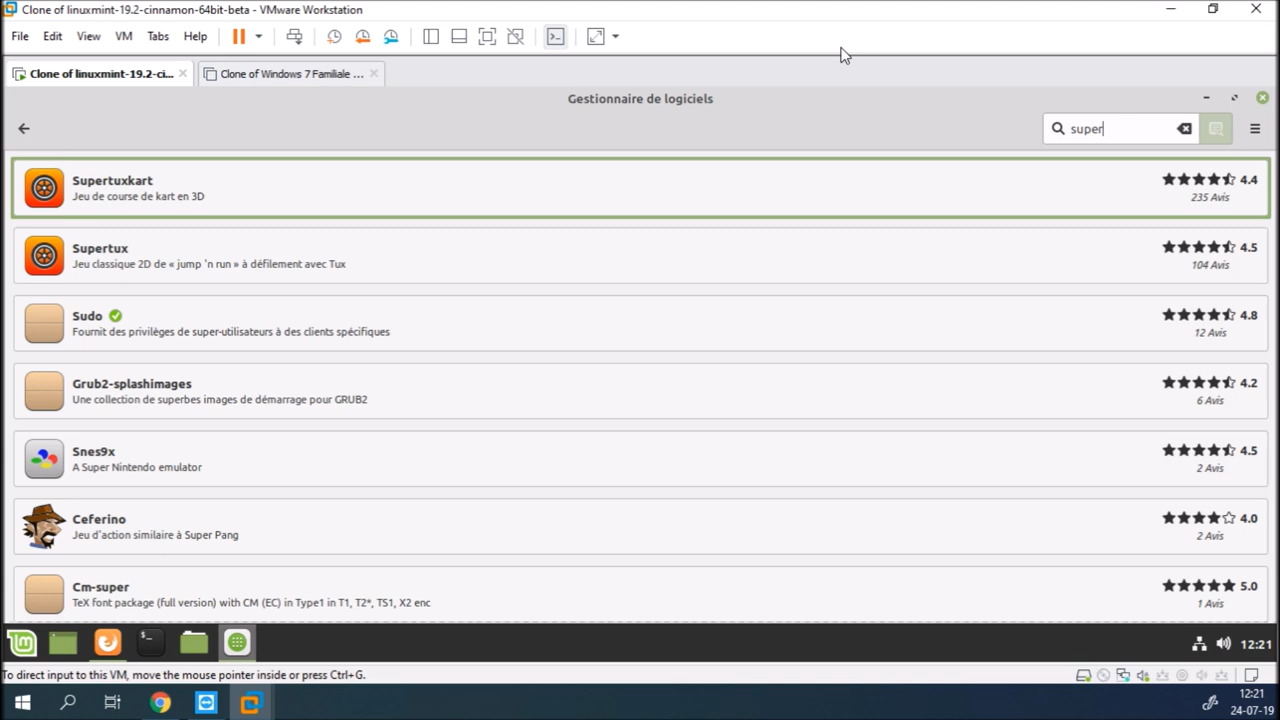 Clone of linuxmint-19.2-cinnamon-64bit-beta - VMware Workstation
File Edit View VM Tabs Help
Clone of linuxmint-19.2-ci... Clone of Windows 7 Familiale ...
Gestionnaire de logiciels
super
Supertuxkart
4.4
Jeu de course de kart en 3D
235 Avis
Supertux
4.5
Jeu classique 2D de « jump 'n run » à défilement avec Tux
104 Avis
Sudo
4.8
Fournit des privilèges de super-utilisateurs à des clients spécifiques
12 Avis
Grub2-splashimages
4.2
Une collection de superbes images de démarrage pour GRUB2
6 Avis
Snes9x
4.5
A Super Nintendo emulator
2 Avis
Ceferino
4.0
Jeu d'action similaire à Super Pang
2 Avis
Cm-super
5.0
TeX font package (full version) with CM (EC) in Type1 in T1, T2*, TS1, X2 enc
1 Avis
12:21
To direct input to this VM, move the mouse pointer inside or press Ctrl+G.
12:21
24-07-19